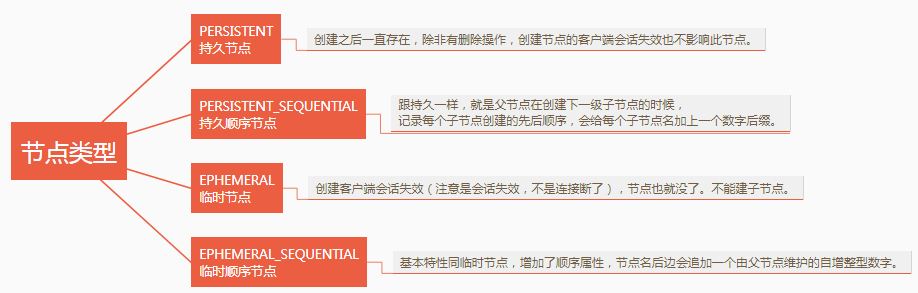 节点类型
PERSISTENT
持久节点
创建之后一直存在，除非有删除操作，创建节点的客户端会话失效也不影响此节点。
PERSISTENT_SEQUENTIAL
持久顺序节点
跟持久一样，就是父节点在创建下一级子节点的时候，
记录每个子节点创建的先后顺序，会给每个子节点名加上一个数字后缀。
EPHEMERAL
临时节点
创建客户端会话失效（注意是会话失效，不是连接断了），节点也就没了。不能建子节点。
EPHEMERAL_SEQUENTIAL
临时顺序节点
基本特性同临时节点，增加了顺序属性，节点名后边会追加一个由父节点维护的自增整型数字。